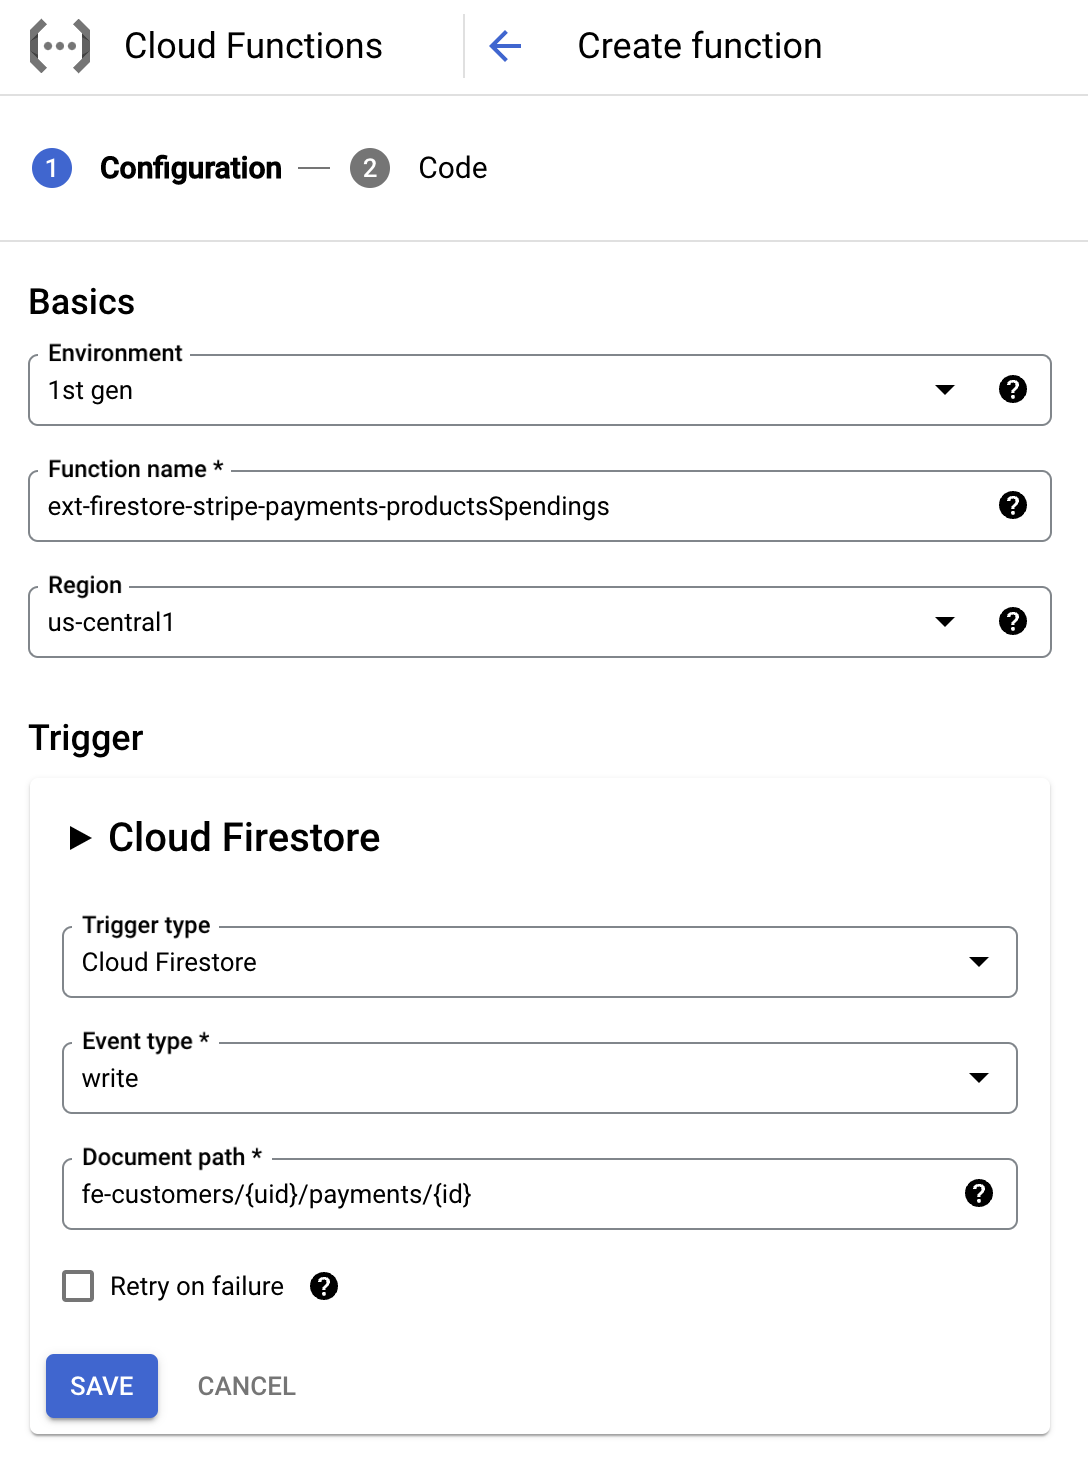 Cloud Functions
Create function
1 Configuration — 2 Code
Basics
Environment
1st gen
Function name *
ext-firestore-stripe-payments-productsSpendings
Region
us-central1
Trigger
Cloud Firestore
Trigger type
Cloud Firestore
Event type *
write
Document path *
fe-customers/{uid}/payments/{id}
Retry on failure
SAVE CANCEL